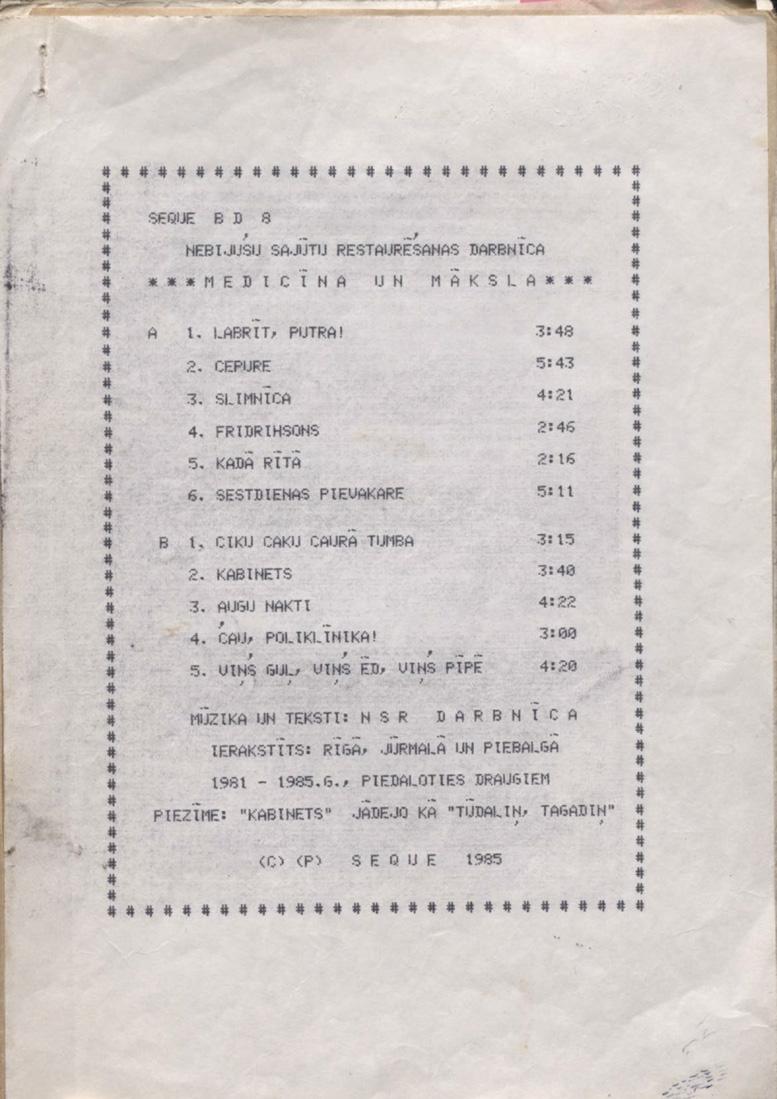 SEQUE B D 8
NEBIJUŠU SAJŪTU RESTAURĒŠANAS DARBNĪCA
***MEDICĪNA UN MĀKSLA***
A 1. LABRĪT, PUTRA! 3:48
2. CEPURE 5:43
3. SLIMNĪCA 4:21
4. FRIDRIHSONS 2:46
5. KADĀ RĪTĀ 2:16
6. SESTDIENAS PIEVAKARE 5:11
B 1. CIKU CAKU CAURĀ TUMBA 3:15
2. KABINETS 3:40
3. AUGU NAKTI 4:22
4. ČAU, POLIKLĪNIKA! 3:00
5. VIŅŠ GUĻ, VIŅŠ ĒD, VIŅŠ PĪPĒ 4:20
MŪZIKA UN TEKSTI: N S R D A R B N Ī C A
IERAKSTĪTS: RĪGĀ, JŪRMALĀ UN PIEBALGĀ
1981 - 1985.G., PIEDALOTIES DRAUGIEM
PIEZĪME: "KABINETS" JĀDEJO KĀ "TŪDALIŅ, TAGADIŅ"
(C) (P) S E Q U E 1985